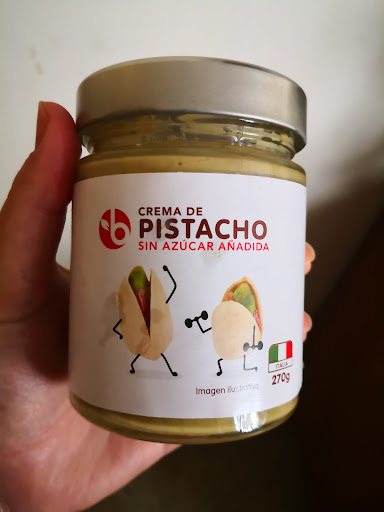 b
CREMA DE
PISTACHO
SIN AZÚCAR AÑADIDA
ITALIA
270g
Imagen ilustrativa